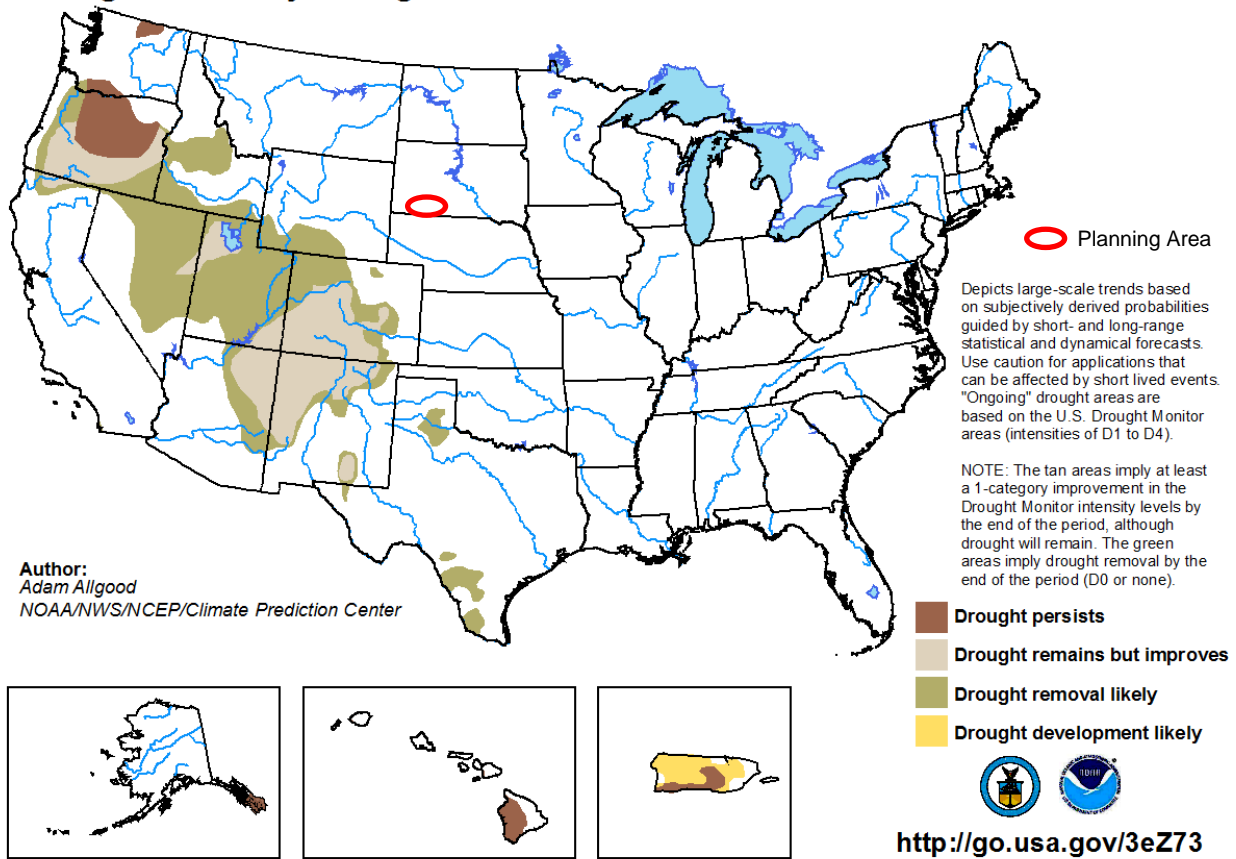 Planning Area
Depicts large-scale trends based
on subjectively derived probabilities
guided by short- and long-range
statistical and dynamical forecasts.
Use caution for applications that
can be affected by short lived events.
"Ongoing" drought areas are
based on the U.S. Drought Monitor
areas (intensities of D1 to D4).
NOTE: The tan areas imply at least
a 1-category improvement in the
Drought Monitor intensity levels by
the end of the period, although
drought will remain. The green
areas imply drought removal by the
end of the period (D0 or none).
Author:
Adam Allgood
NOAA/NWS/NCEP/Climate Prediction Center
Drought persists
Drought remains but improves
Drought removal likely
Drought development likely
http://go.usa.gov/3eZ73